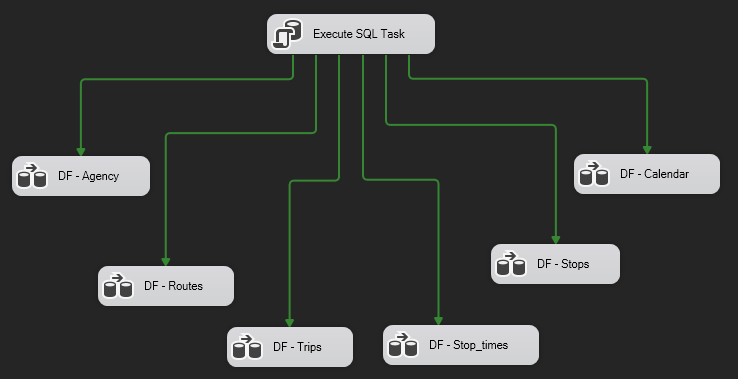 Execute SQL Task
DF - Agency
DF - Calendar
DF - Routes
DF - Stops
DF - Trips
DF - Stop_times